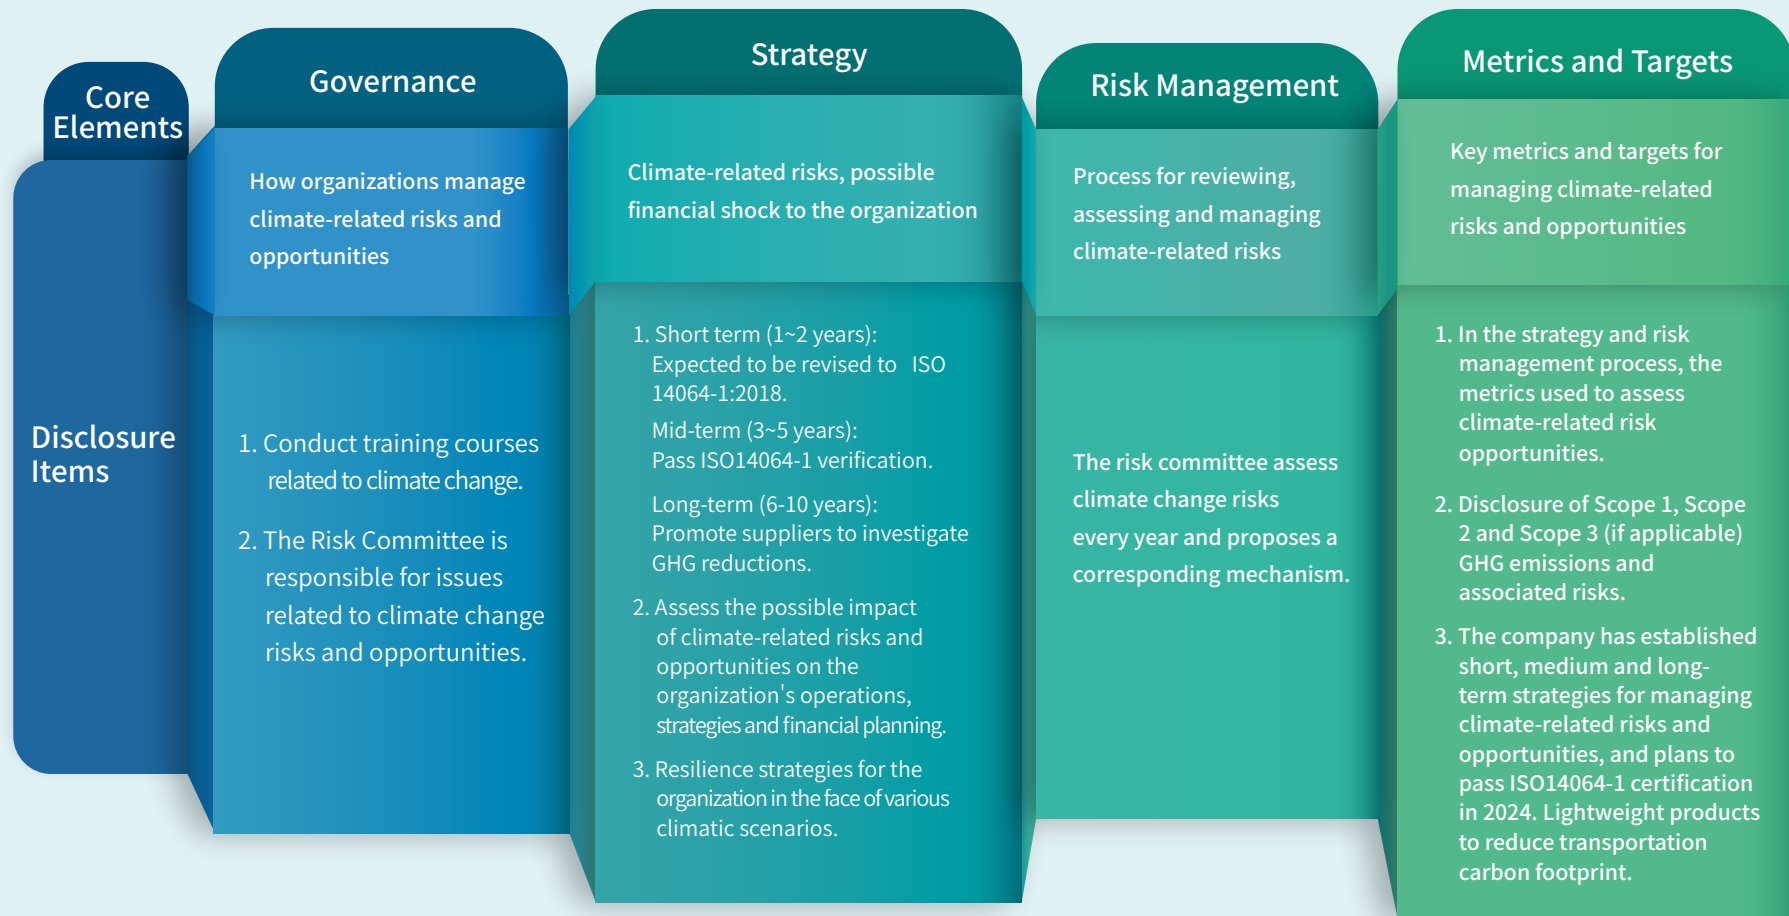 Core
Elements
Governance
Strategy
Risk Management
Metrics and Targets
How organizations manage
climate-related risks and
opportunities
Climate-related risks, possible
financial shock to the organization
Process for reviewing,
assessing and managing
climate-related risks
Key metrics and targets for
managing climate-related
risks and opportunities
Disclosure
Items
1. Conduct training courses
related to climate change.
2. The Risk Committee is
responsible for issues
related to climate change
risks and opportunities.
1. Short term (1~2 years):
Expected to be revised to ISO
14064-1:2018.
Mid-term (3~5 years):
Pass ISO14064-1 verification.
Long-term (6-10 years):
Promote suppliers to investigate
GHG reductions.
2. Assess the possible impact
of climate-related risks and
opportunities on the
organization's operations,
strategies and financial planning.
3. Resilience strategies for the
organization in the face of various
climatic scenarios.
The risk committee assess
climate change risks
every year and proposes a
corresponding mechanism.
1. In the strategy and risk
management process, the
metrics used to assess
climate-related risk
opportunities.
2. Disclosure of Scope 1, Scope
2 and Scope 3 (if applicable)
GHG emissions and
associated risks.
3. The company has established
short, medium and long-
term strategies for managing
climate-related risks and
opportunities, and plans to
pass ISO14064-1 certification
in 2024. Lightweight products
to reduce transportation
carbon footprint.